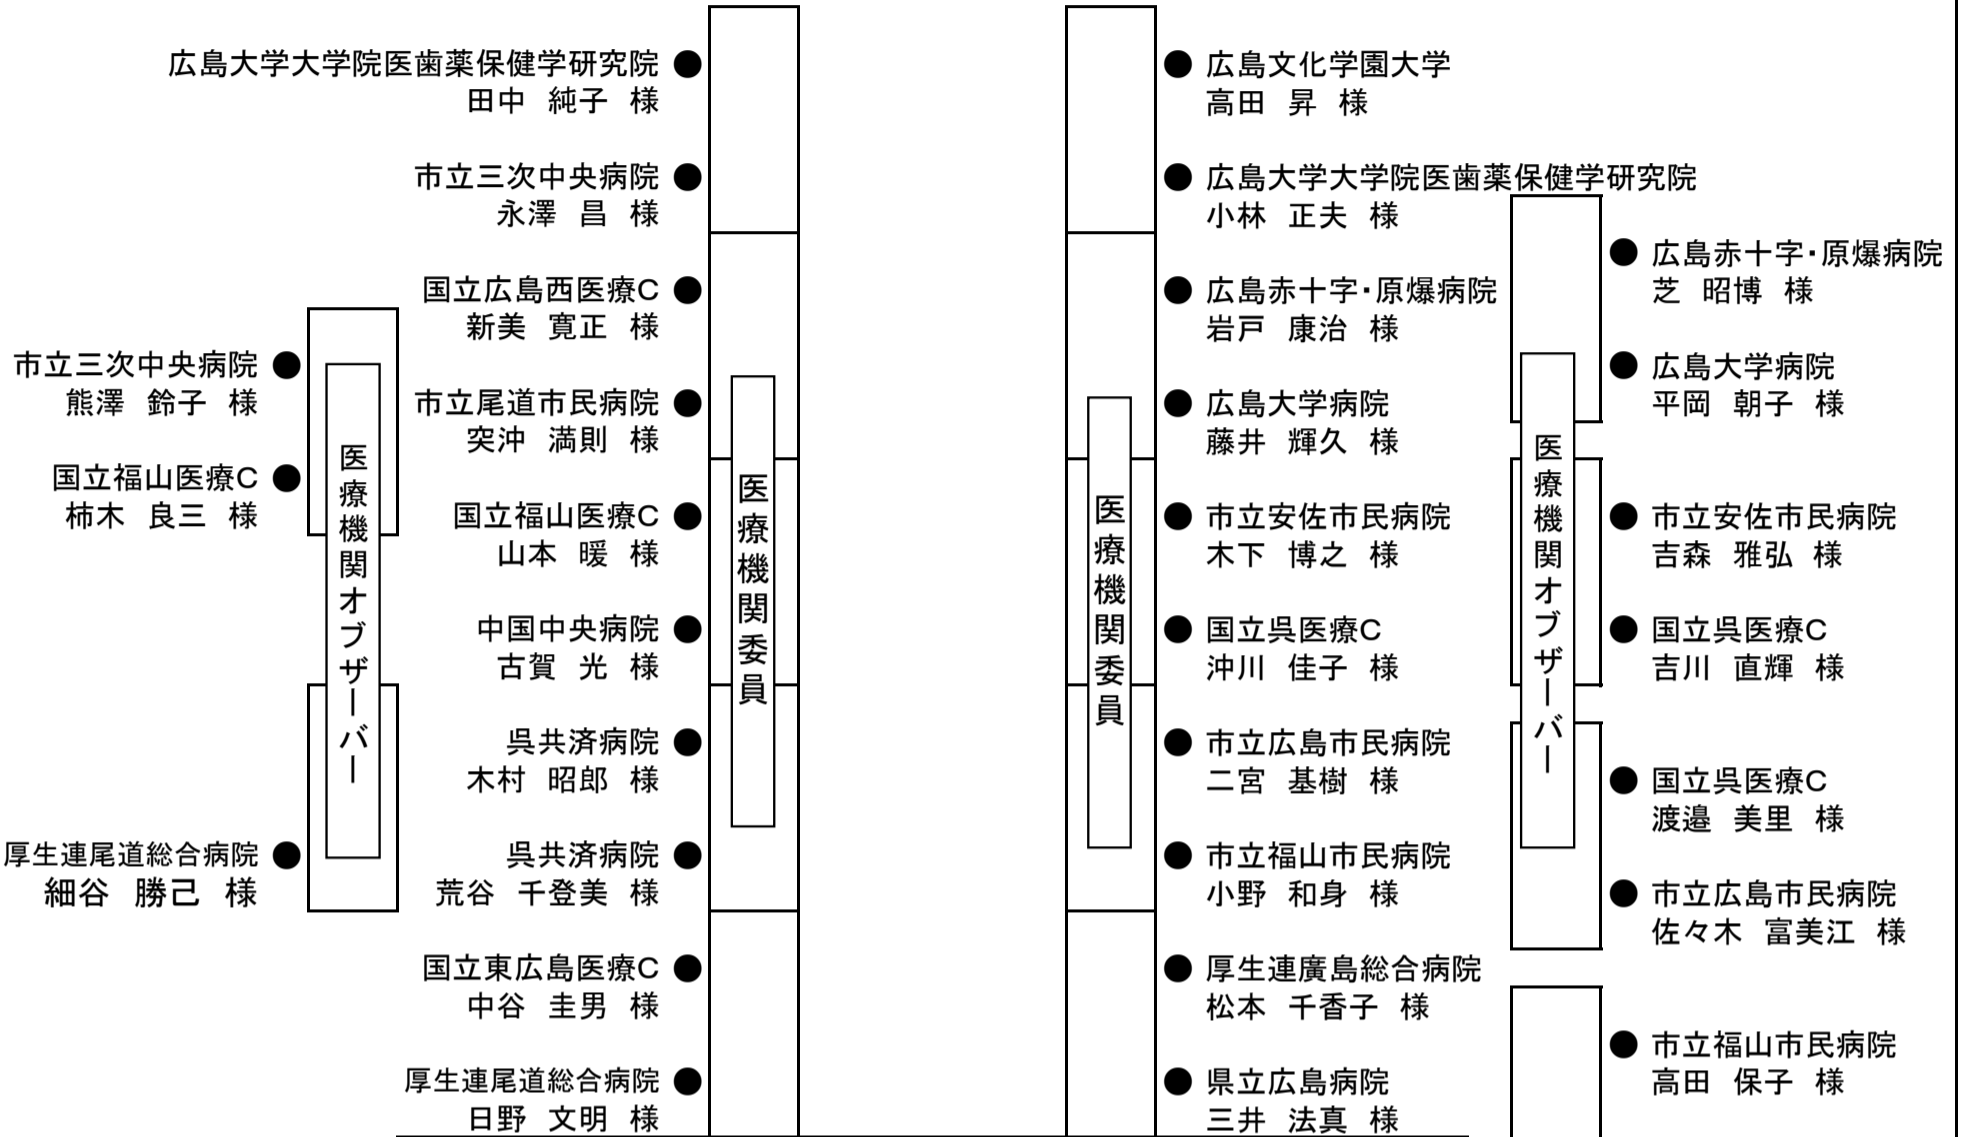 市立三次中央病院
熊澤 鈴子 様
国立福山医療C
柿木 良三 様
厚生連尾道総合病院
細谷 勝己 様
医療機関オブザーバー
広島大学大学院医歯薬保健学研究院
田中 純子 様
市立三次中央病院
永澤 昌 様
国立広島西医療C
新美 寛正 様
市立尾道市民病院
突沖 満則 様
国立福山医療C
山本 暖 様
中国中央病院
古賀 光 様
呉共済病院
木村 昭郎 様
呉共済病院
荒谷 千登美 様
国立東広島医療C
中谷 圭男 様
厚生連尾道総合病院
日野 文明 様
医療機関委員
医療機関委員
広島文化学園大学
高田 昇 様
広島大学大学院医歯薬保健学研究院
小林 正夫 様
広島赤十字・原爆病院
岩戸 康治 様
広島大学病院
藤井 輝久 様
市立安佐市民病院
木下 博之 様
国立呉医療C
沖川 佳子 様
市立広島市民病院
二宮 基樹 様
市立福山市民病院
小野 和身 様
厚生連廣島総合病院
松本 千香子 様
県立広島病院
三井 法真 様
医療機関オブザーバー
広島赤十字・原爆病院
芝 昭博 様
広島大学病院
平岡 朝子 様
市立安佐市民病院
吉森 雅弘 様
国立呉医療C
吉川 直輝 様
国立呉医療C
渡邉 美里 様
市立広島市民病院
佐々木 富美江 様
市立福山市民病院
高田 保子 様